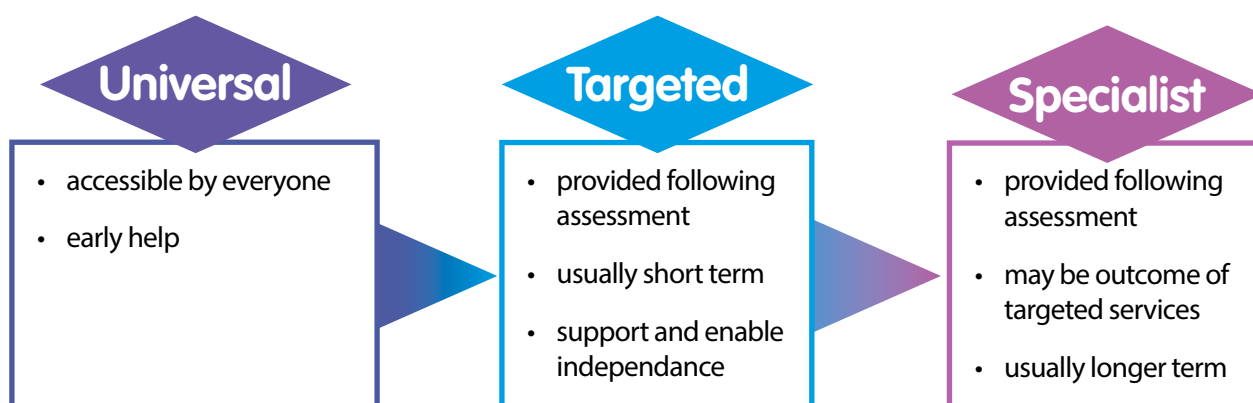 Universal
• accessible by everyone
• early help
Targeted
• provided following
assessment
• usually short term
• support and enable
independance
Specialist
• provided following
assessment
• may be outcome of
targeted services
• usually longer term